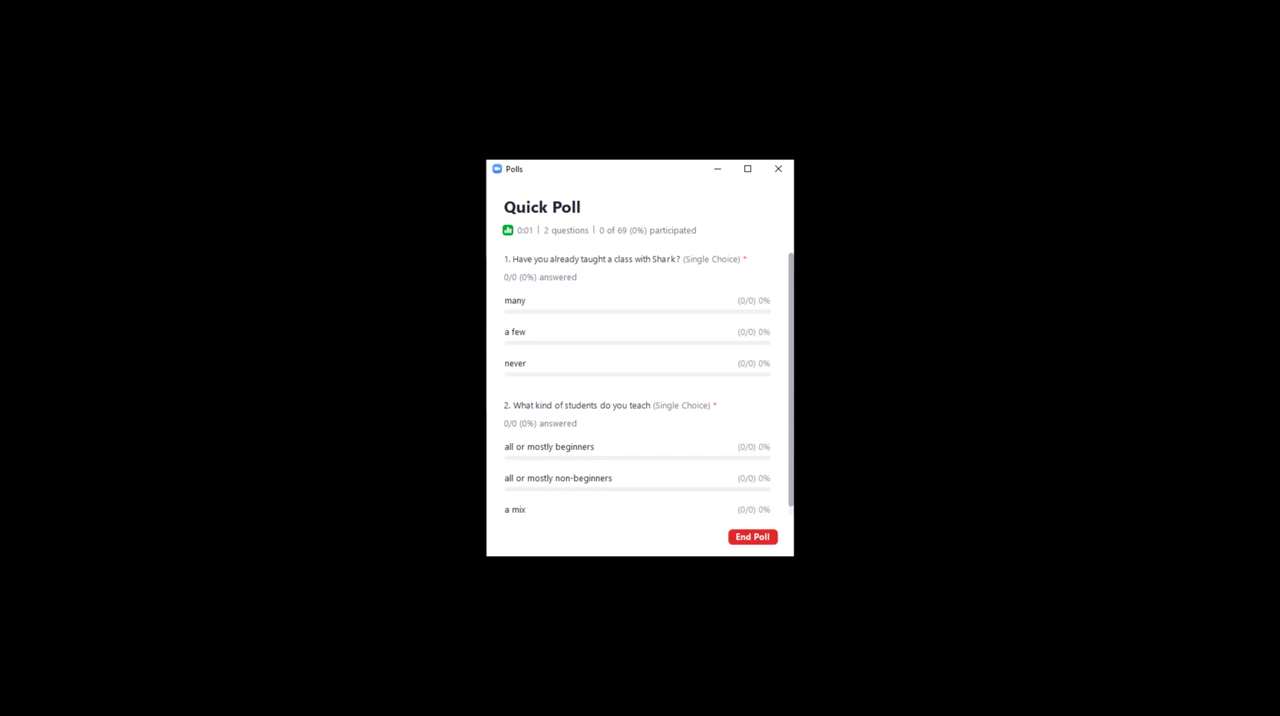 Polls
Quick Poll
0:01 | 2 questions | 0 of 69 (0%) participated
1. Have you already taught a class with Shark? (Single Choice) *
0/0 (0%) answered
many (0/0) 0%
a few (0/0) 0%
never (0/0) 0%
2. What kind of students do you teach (Single Choice) *
0/0 (0%) answered
all or mostly beginners (0/0) 0%
all or mostly non-beginners (0/0) 0%
a mix (0/0) 0%
End Poll